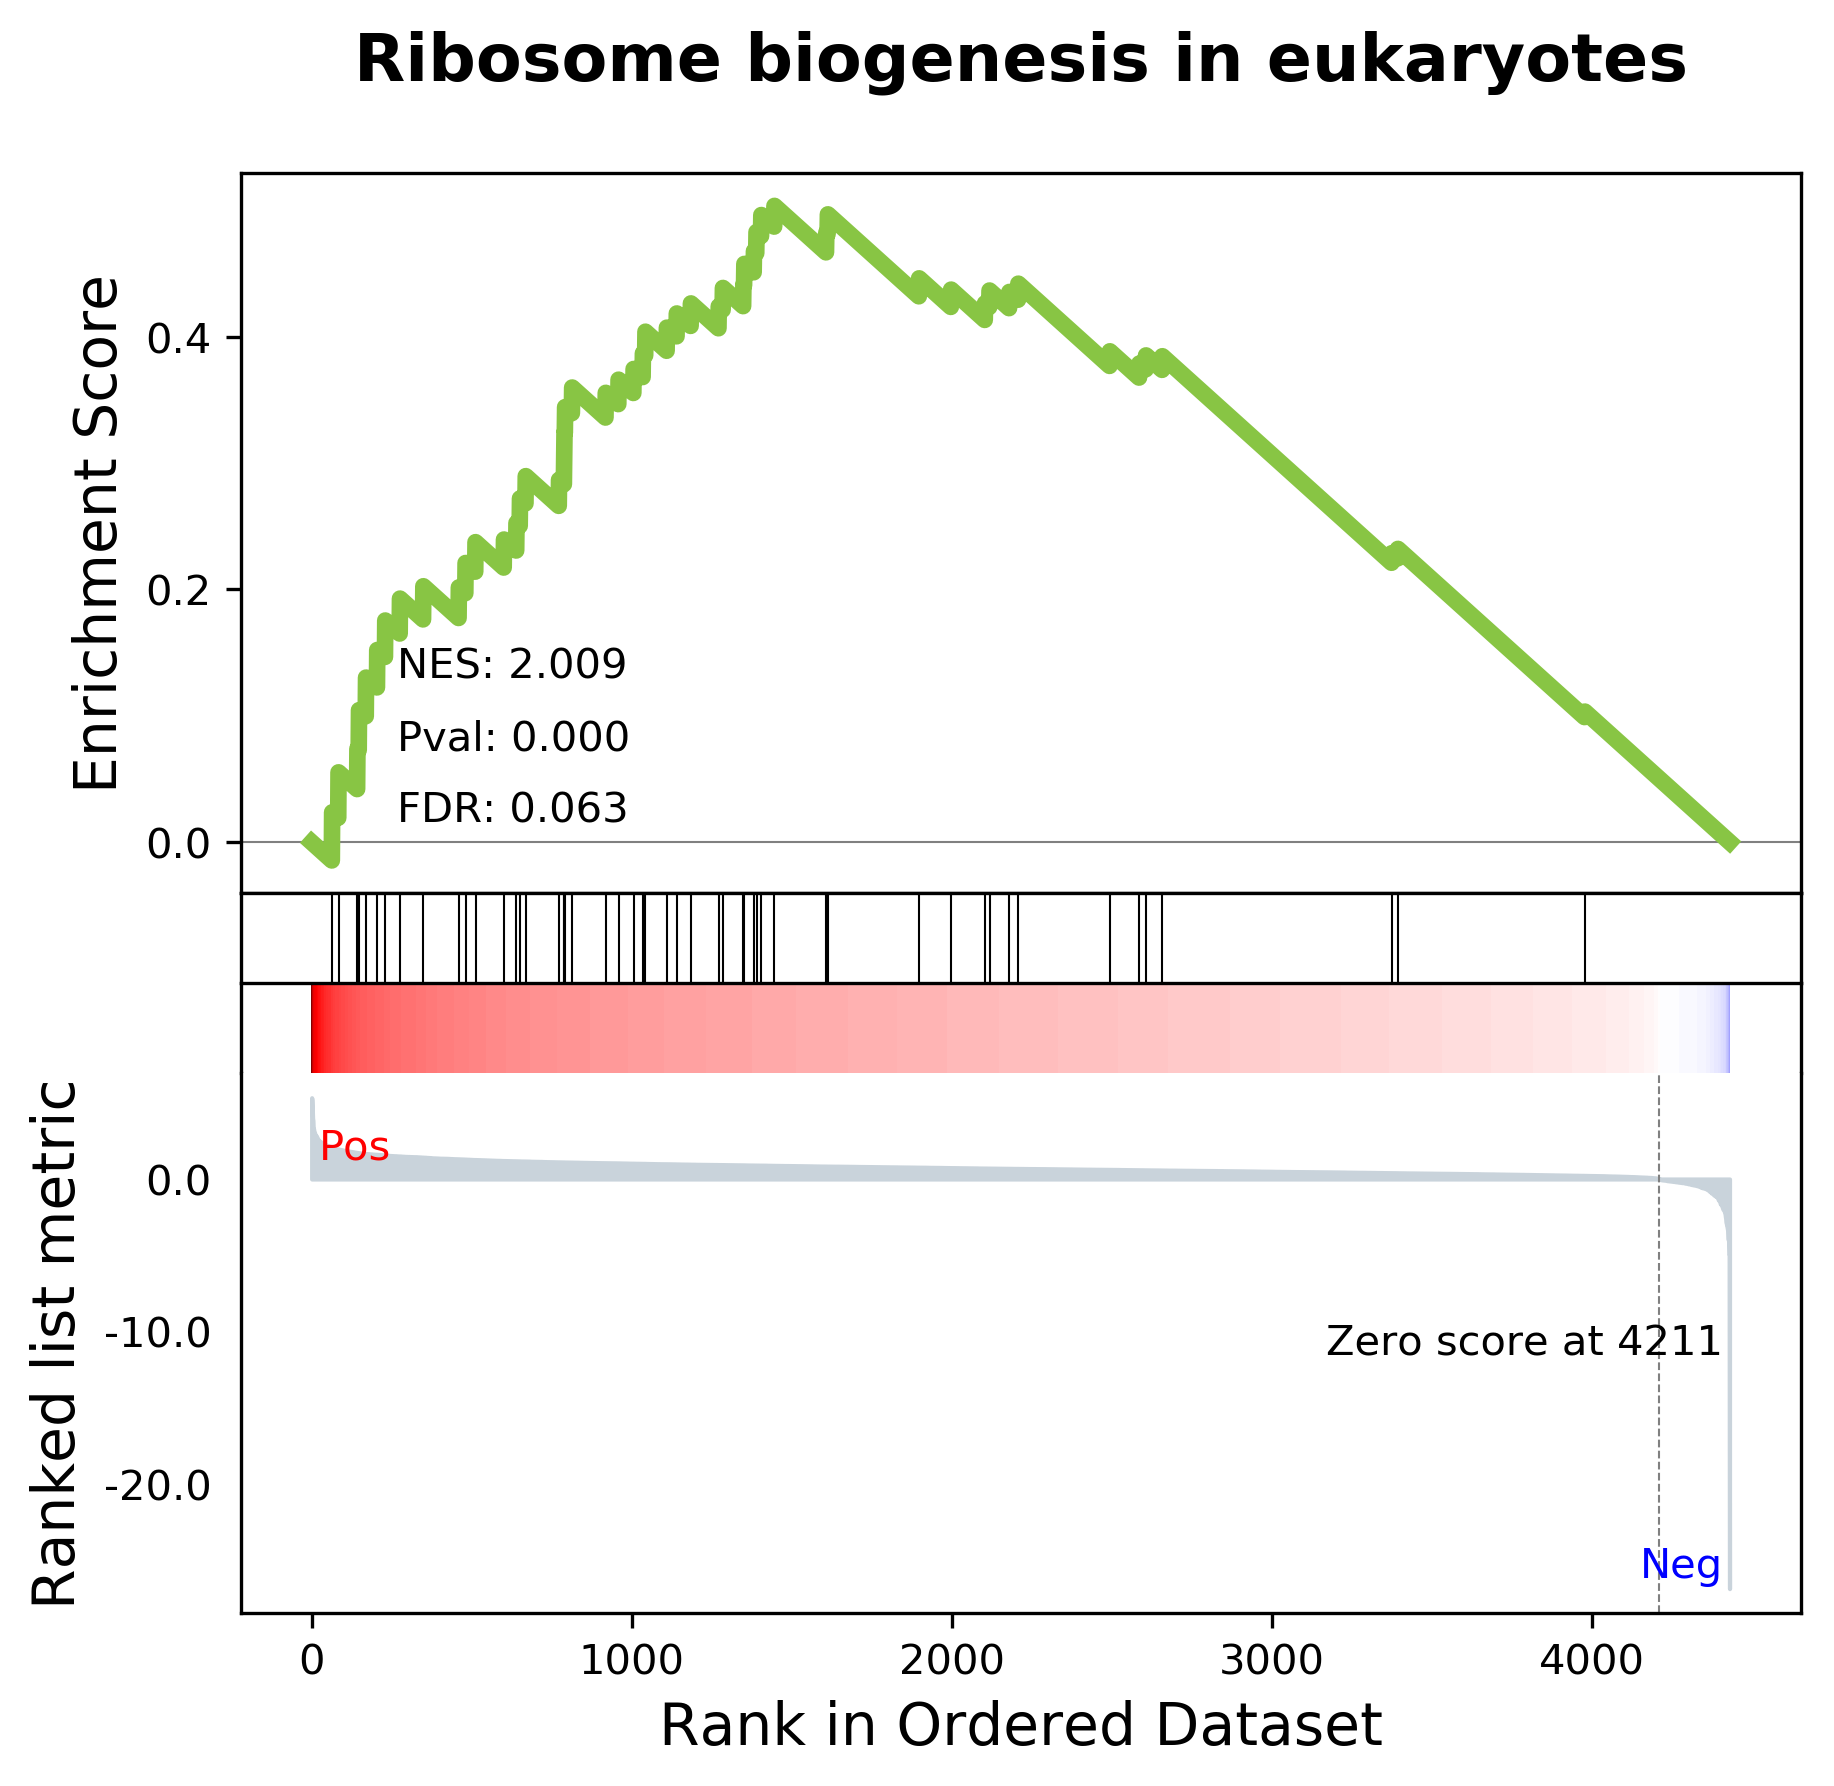 Ribosome biogenesis in eukaryotes
Enrichment Score
0.4
0.2
0.0
NES: 2.009
Pval: 0.000
FDR: 0.063
Ranked list metric
0.0
-10.0
-20.0
Pos
Zero score at 4211
Neg
0 1000 2000 3000 4000
Rank in Ordered Dataset